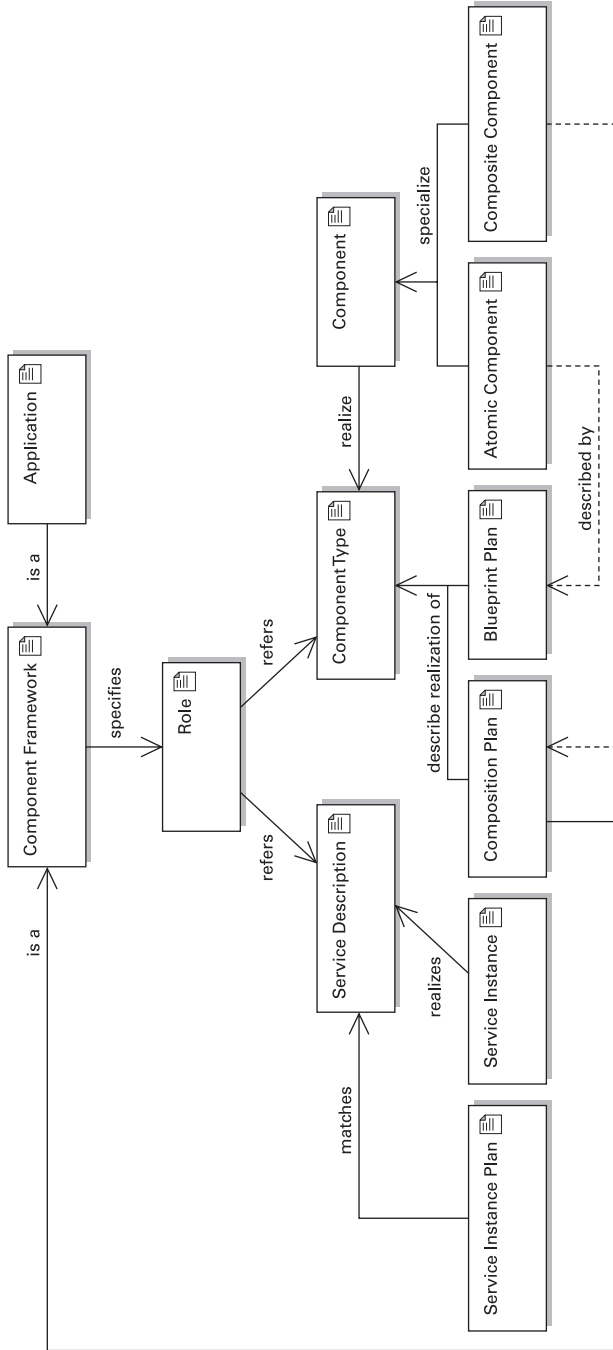 is a
Component Framework
is a
Application
specifies
Role
refers
refers
matches
Service Description
Component Type
realize
Component
realizes
describe realization of
specialize
Service Instance Plan
Service Instance
Composition Plan
Blueprint Plan
Atomic Component
Composite Component
described by